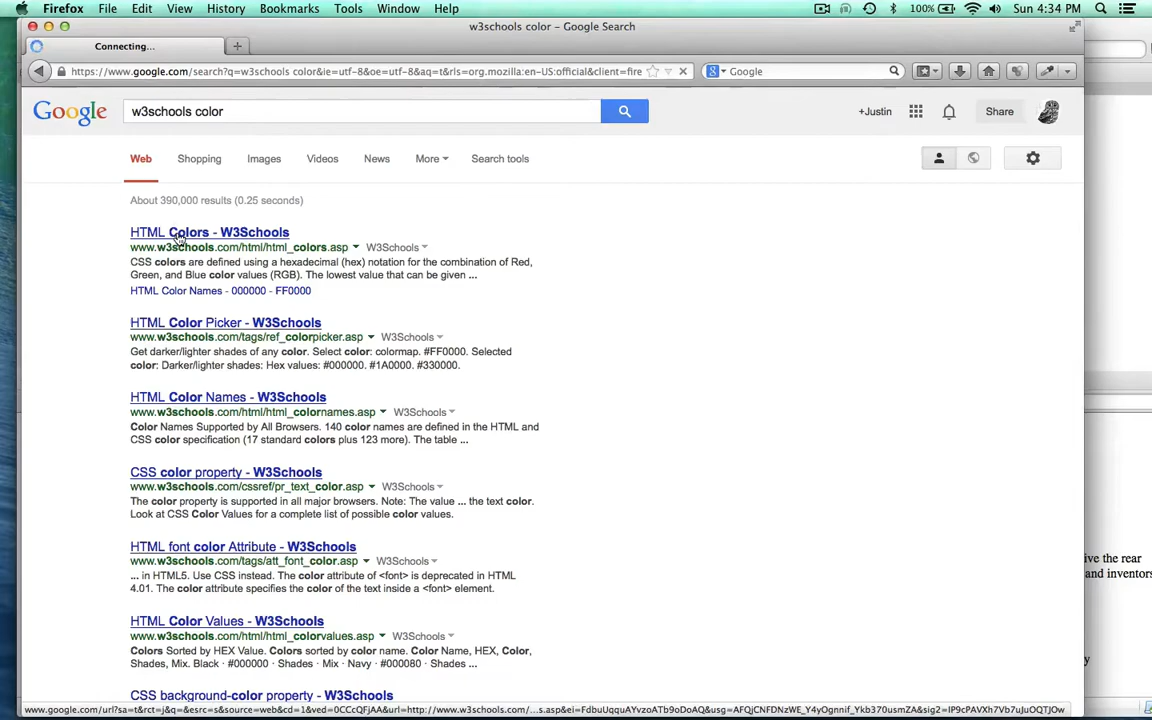 Firefox File Edit View History Bookmarks Tools Window Help 100% Sun 4:34 PM
w3schools color - Google Search
Connecting...
https://www.google.com/search?q=w3schools color&ie=utf-8&oe=utf-8&aq=t&rls=org.mozilla:en-US:official&client=fire Google
Google w3schools color +Justin Share
Web Shopping Images Videos News More Search tools
About 390,000 results (0.25 seconds)
HTML Colors - W3Schools
www.w3schools.com/html/html_colors.asp W3Schools
CSS colors are defined using a hexadecimal (hex) notation for the combination of Red,
Green, and Blue color values (RGB). The lowest value that can be given ...
HTML Color Names - 000000 - FF0000
HTML Color Picker - W3Schools
www.w3schools.com/tags/ref_colorpicker.asp W3Schools
Get darker/lighter shades of any color. Select color: colormap. #FF0000. Selected
color: Darker/lighter shades: Hex values: #000000. #1A0000. #330000.
HTML Color Names - W3Schools
www.w3schools.com/html/html_colornames.asp W3Schools
Color Names Supported by All Browsers. 140 color names are defined in the HTML and
CSS color specification (17 standard colors plus 123 more). The table ...
CSS color property - W3Schools
www.w3schools.com/cssref/pr_text_color.asp W3Schools
The color property is supported in all major browsers. Note: The value ... the text color.
Look at CSS Color Values for a complete list of possible color values.
HTML font color Attribute - W3Schools
www.w3schools.com/tags/att_font_color.asp W3Schools
... in HTML5. Use CSS instead. The color attribute of <font> is deprecated in HTML
4.01. The color attribute specifies the color of the text inside a <font> element.
ive the rear
and inventors
HTML Color Values - W3Schools
www.w3schools.com/html/html_colorvalues.asp W3Schools
Colors Sorted by HEX Value. Colors sorted by color name. Color Name, HEX, Color,
Shades, Mix. Black · #000000 · Shades · Mix · Navy · #000080 · Shades ...
y
CSS background-color property - W3Schools